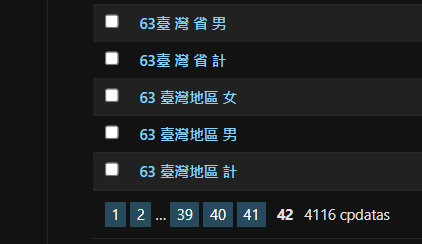 63臺 灣 省 男
63臺 灣 省 計
63 臺灣地區 女
63 臺灣地區 男
63 臺灣地區 計
1 2 ... 39 40 41 42 4116 cpdatas